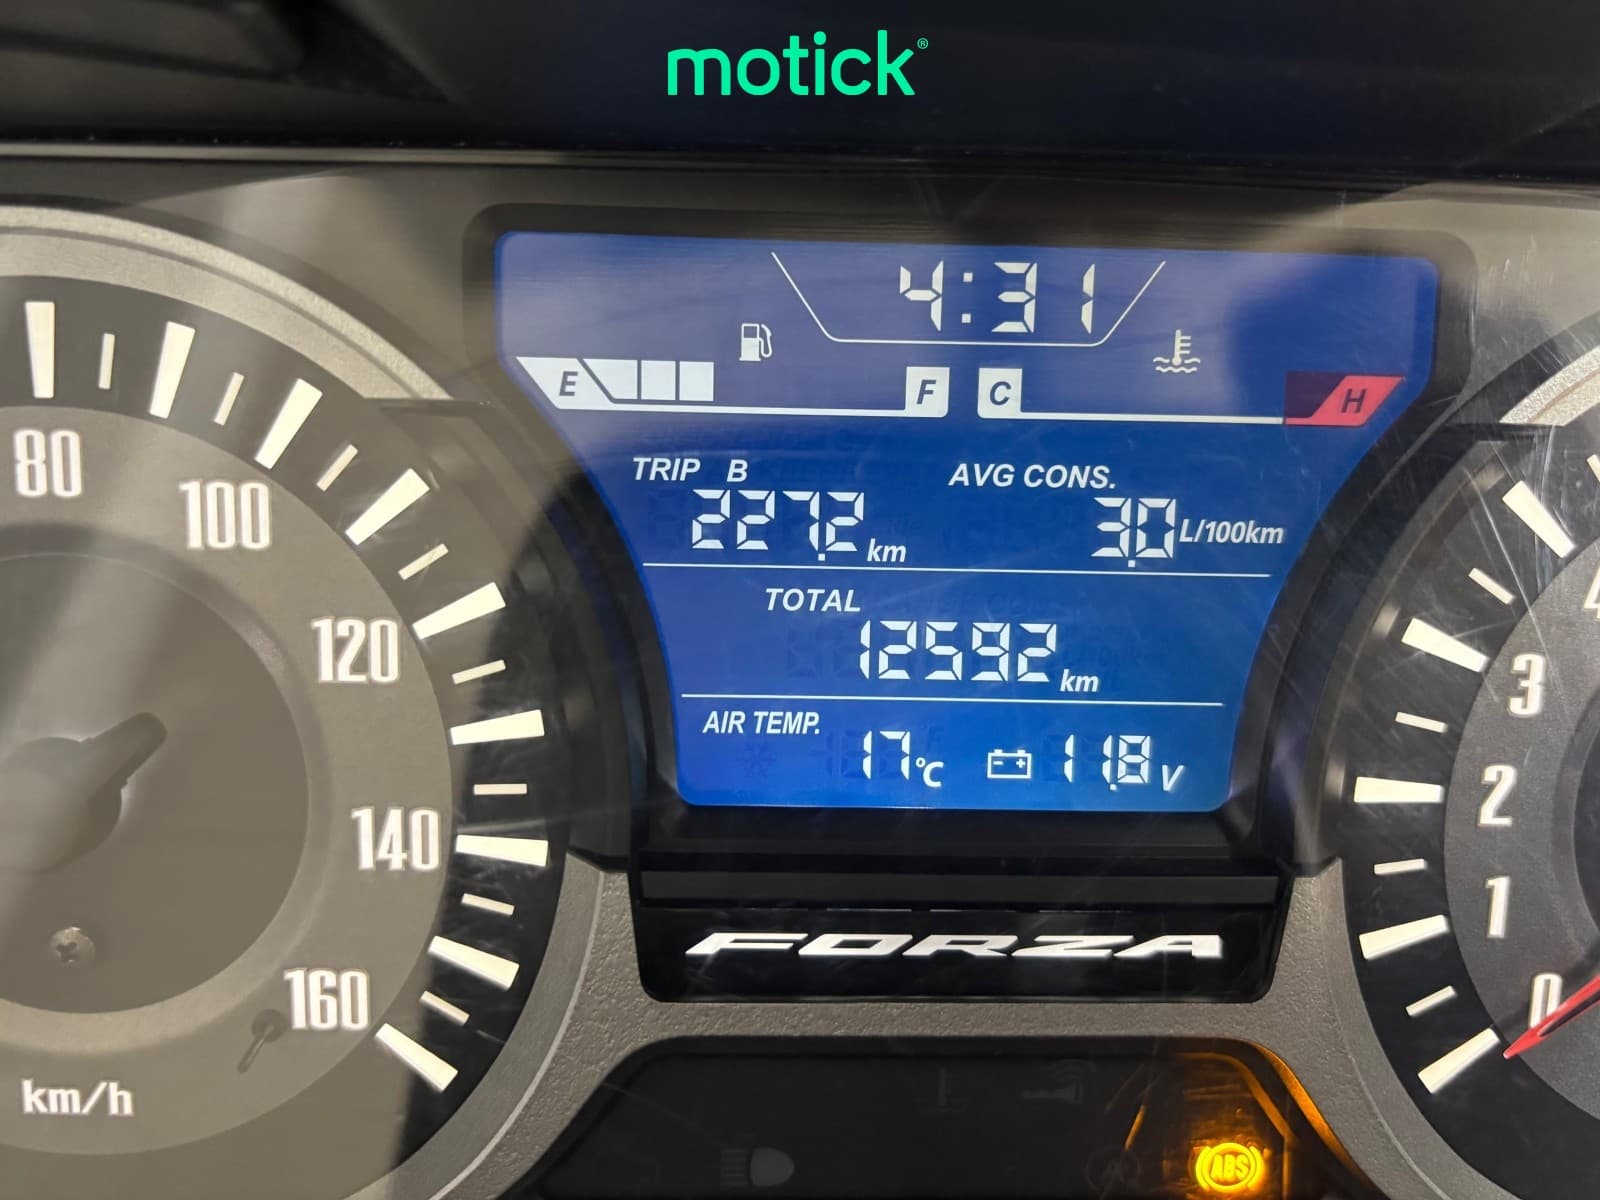 motick®
4:31
E F C H
TRIP B AVG CONS.
227.2 km 3.0 L/100km
TOTAL
12592 km
AIR TEMP.
17 °C 11.8 V
80
100
120
140
160
km/h
4
3
2
1
0
FORZA
ABS